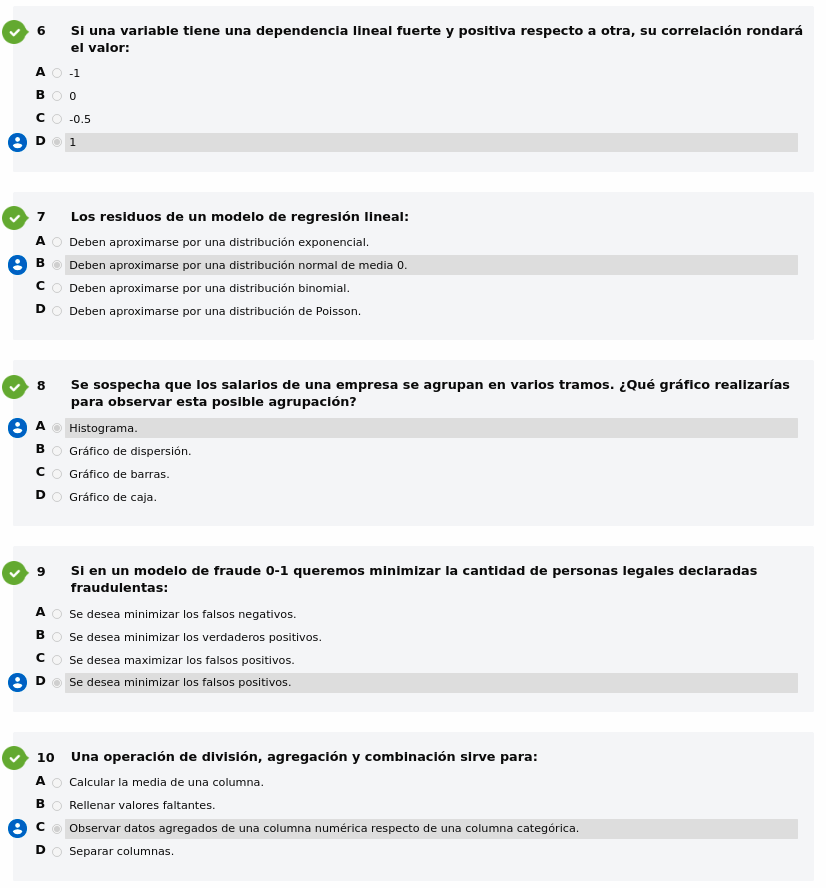 6 Si una variable tiene una dependencia lineal fuerte y positiva respecto a otra, su correlación rondará
el valor:
A -1
B 0
C -0.5
D 1
7 Los residuos de un modelo de regresión lineal:
A Deben aproximarse por una distribución exponencial.
B Deben aproximarse por una distribución normal de media 0.
C Deben aproximarse por una distribución binomial.
D Deben aproximarse por una distribución de Poisson.
8 Se sospecha que los salarios de una empresa se agrupan en varios tramos. ¿Qué gráfico realizarías
para observar esta posible agrupación?
A Histograma.
B Gráfico de dispersión.
C Gráfico de barras.
D Gráfico de caja.
9 Si en un modelo de fraude 0-1 queremos minimizar la cantidad de personas legales declaradas
fraudulentas:
A Se desea minimizar los falsos negativos.
B Se desea minimizar los verdaderos positivos.
C Se desea maximizar los falsos positivos.
D Se desea minimizar los falsos positivos.
10 Una operación de división, agregación y combinación sirve para:
A Calcular la media de una columna.
B Rellenar valores faltantes.
C Observar datos agregados de una columna numérica respecto de una columna categórica.
D Separar columnas.